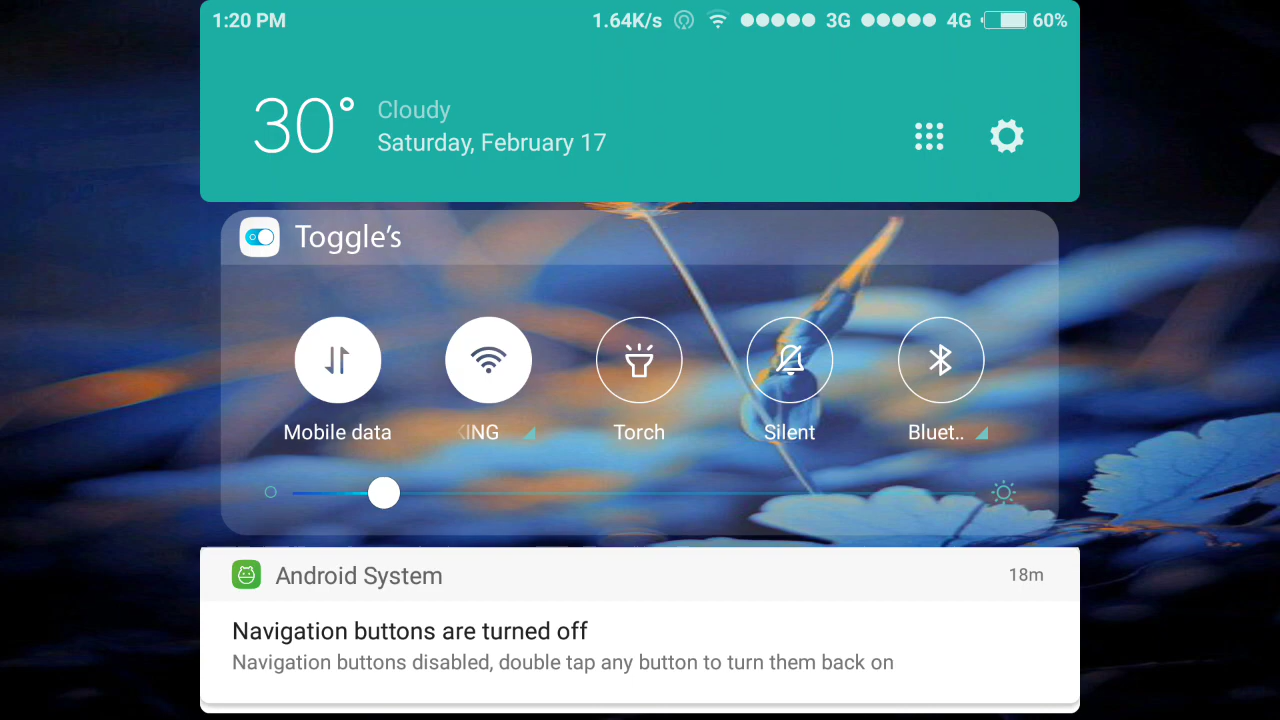 1:20 PM 1.64K/s 3G 4G 60%
30° Cloudy
Saturday, February 17
Toggle's
Mobile data KING Torch Silent Bluet..
Android System 18m
Navigation buttons are turned off
Navigation buttons disabled, double tap any button to turn them back on